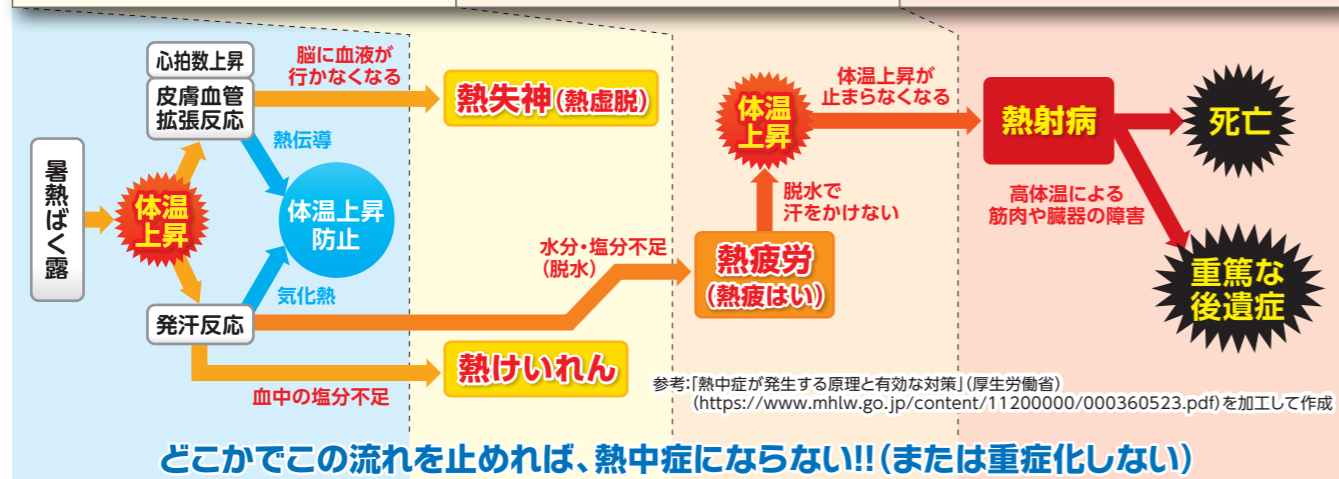 心拍数上昇
皮膚血管
拡張反応
脳に血液が
行かなくなる
熱失神(熱虚脱)
熱伝導
暑熱ばく露
体温
上昇
体温上昇
防止
気化熱
発汗反応
水分・塩分不足
(脱水)
血中の塩分不足
熱けいれん
体温
上昇
体温上昇が
止まらなくなる
脱水で
汗をかけない
熱疲労
(熱疲はい)
熱射病
死亡
高体温による
筋肉や臓器の障害
重篤な
後遺症
参考:「熱中症が発生する原理と有効な対策」(厚生労働省)
(https://www.mhlw.go.jp/content/11200000/000360523.pdf)を加工して作成
どこかでこの流れを止めれば、熱中症にならない!!(または重症化しない)